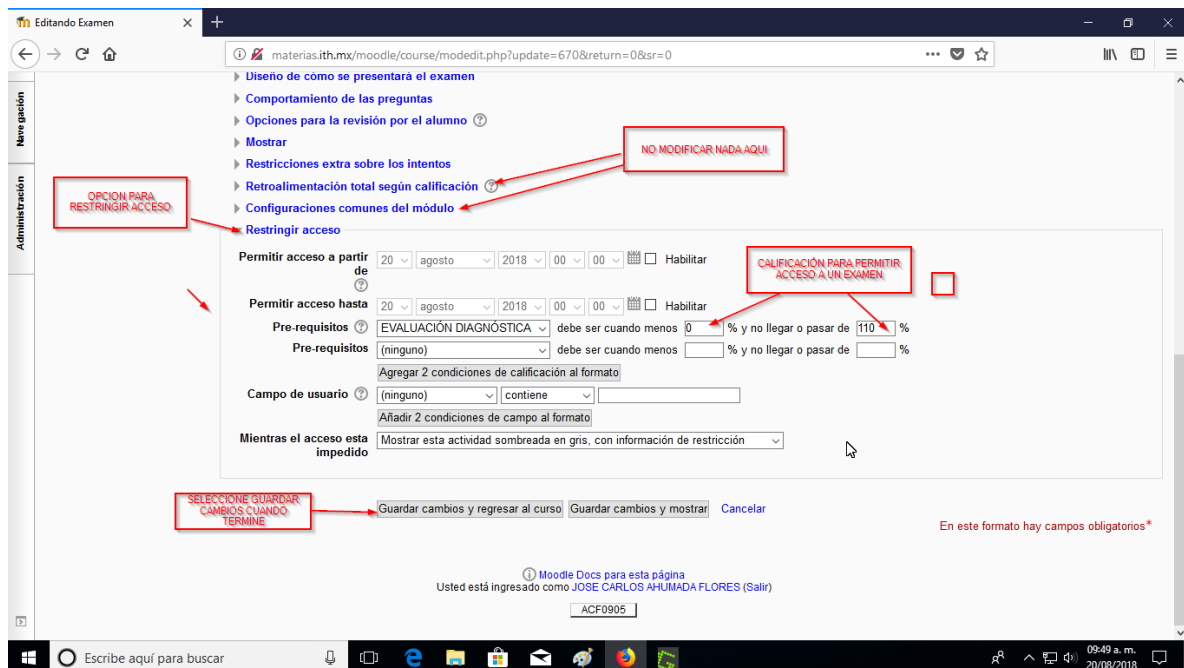 Editando Examen
materias.ith.mx/moodle/course/modedit.php?update=670&return=0&sr=0
Navegación
Administración
Diseño de cómo se presentará el examen
Comportamiento de las preguntas
Opciones para la revisión por el alumno
Mostrar
Restricciones extra sobre los intentos
Retroalimentación total según calificación
Configuraciones comunes del módulo
NO MODIFICAR NADA AQUI
OPCION PARA
RESTRINGIR ACCESO
Restringir acceso
Permitir acceso a partir
de
20 agosto 2018 00 00 Habilitar
CALIFICACIÓN PARA PERMITIR
ACCESO A UN EXAMEN
Permitir acceso hasta
20 agosto 2018 00 00 Habilitar
Pre-requisitos EVALUACIÓN DIAGNÓSTICA debe ser cuando menos 0 % y no llegar o pasar de 110 %
Pre-requisitos (ninguno) debe ser cuando menos % y no llegar o pasar de %
Agregar 2 condiciones de calificación al formato
Campo de usuario (ninguno) contiene
Añadir 2 condiciones de campo al formato
Mientras el acceso esta
impedido
Mostrar esta actividad sombreada en gris, con información de restricción
SELECCIONE GUARDAR
CAMBIOS CUANDO
TERMINE
Guardar cambios y regresar al curso Guardar cambios y mostrar Cancelar
En este formato hay campos obligatorios*
Moodle Docs para esta página
Usted está ingresado como JOSE CARLOS AHUMADA FLORES (Salir)
ACF0905
Escribe aquí para buscar
09:49 a. m.
20/08/2018